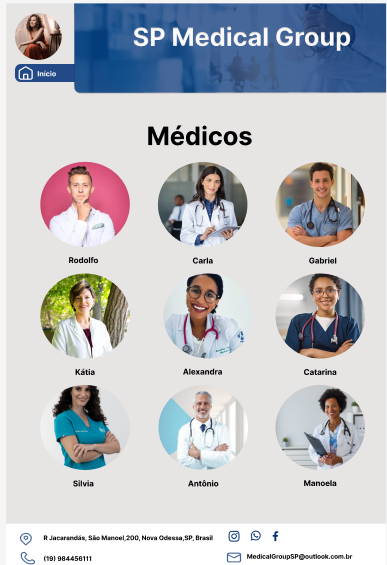 SP Medical Group
Início
Médicos
Rodolfo
Carla
Gabriel
Kátia
Alexandra
Catarina
Silvia
Antônio
Manoela
R Jacarandás, São Manoel,200, Nova Odessa,SP, Brasil
(19) 984456111
MedicalGroupSP@outlook.com.br